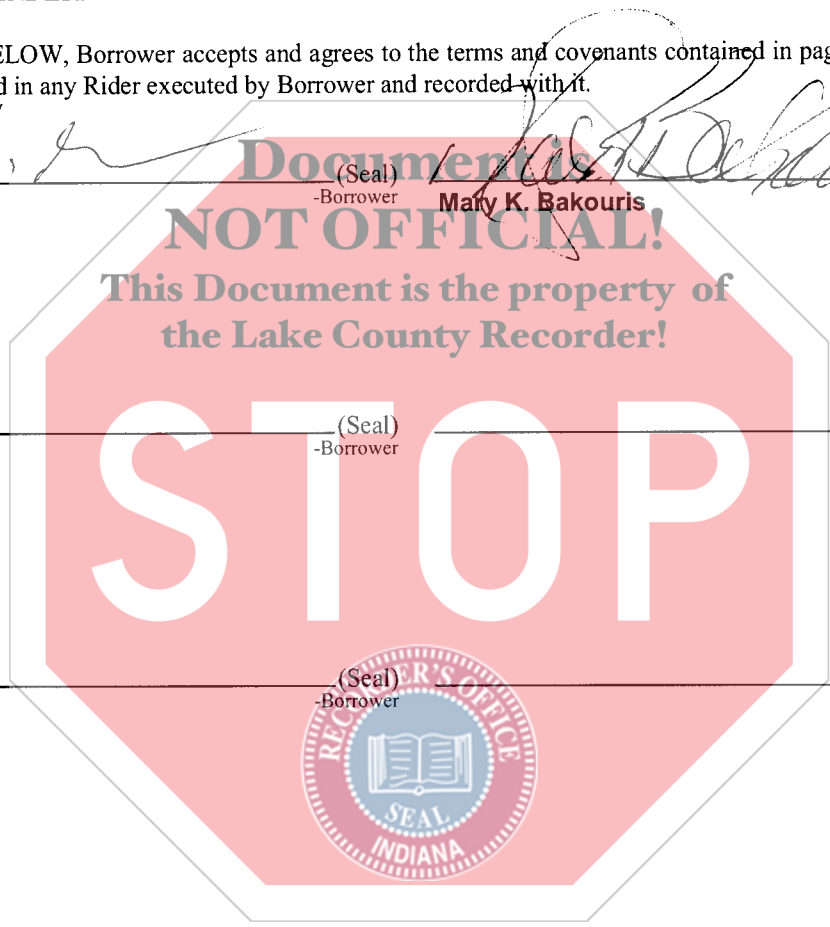 ELOW, Borrower accepts and agrees to the terms and covenants contained in pag
d in any Rider executed by Borrower and recorded with it.
Document is
(Seal)
-Borrower
Mary K. Bakouris
NOT OFFICIAL!
This Document is the property of
the Lake County Recorder!
(Seal)
-Borrower
STOP
(Seal)
-Borrower
RECORDER'S OFFICE
SEAL
INDIANA